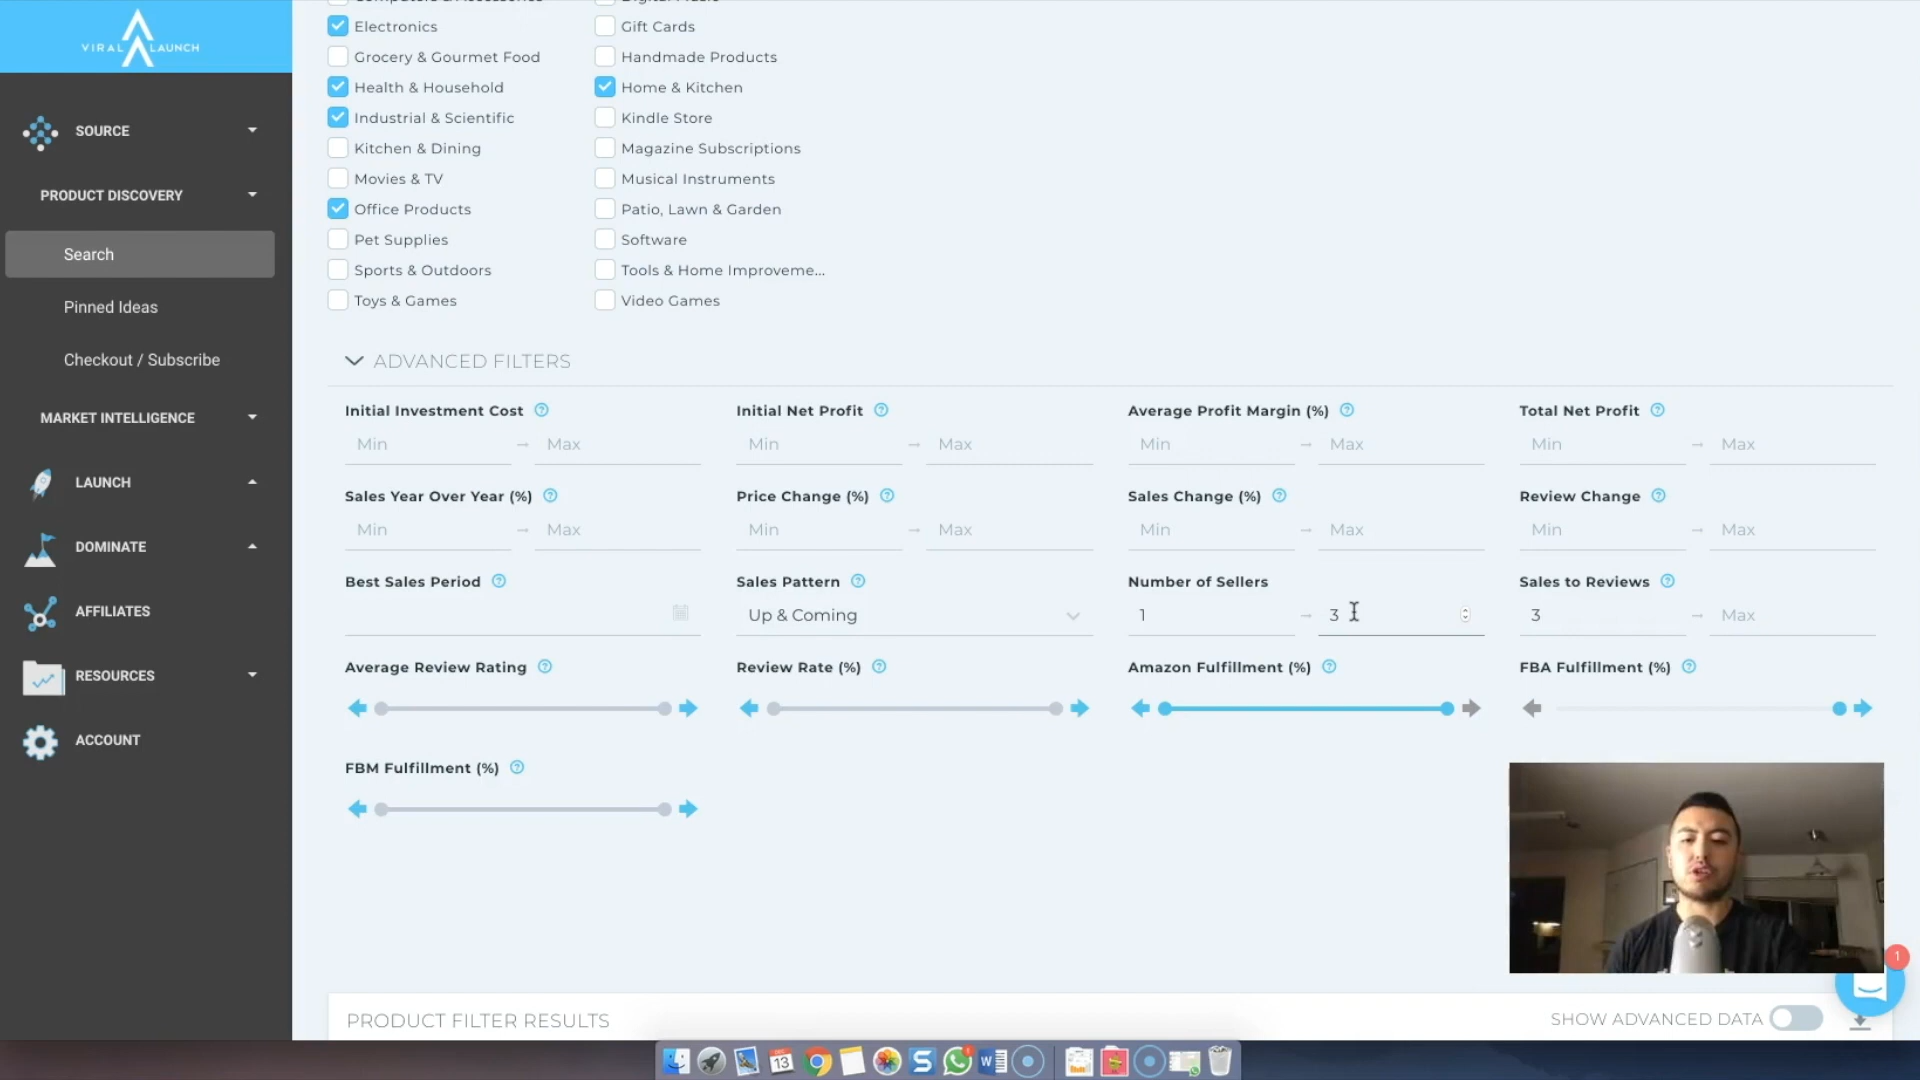 VIRAL LAUNCH
SOURCE
PRODUCT DISCOVERY
Search
Pinned Ideas
Checkout / Subscribe
MARKET INTELLIGENCE
LAUNCH
DOMINATE
AFFILIATES
RESOURCES
ACCOUNT
Electronics
Gift Cards
Grocery & Gourmet Food
Handmade Products
Health & Household
Home & Kitchen
Industrial & Scientific
Kindle Store
Kitchen & Dining
Magazine Subscriptions
Movies & TV
Musical Instruments
Office Products
Patio, Lawn & Garden
Pet Supplies
Software
Sports & Outdoors
Tools & Home Improveme...
Toys & Games
Video Games
ADVANCED FILTERS
Initial Investment Cost ? Initial Net Profit ? Average Profit Margin (%) ? Total Net Profit ?
Min → Max Min → Max Min → Max Min → Max
Sales Year Over Year (%) ? Price Change (%) ? Sales Change (%) ? Review Change ?
Min → Max Min → Max Min → Max Min → Max
Best Sales Period ? Sales Pattern ? Number of Sellers Sales to Reviews ?
Up & Coming 1 → 3 3 → Max
Average Review Rating ? Review Rate (%) ? Amazon Fulfillment (%) ? FBA Fulfillment (%) ?
FBM Fulfillment (%) ?
1
PRODUCT FILTER RESULTS
SHOW ADVANCED DATA
DEC
13
S
W